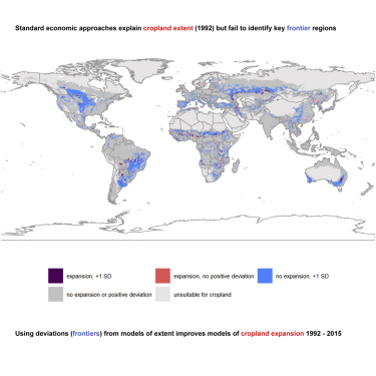 Standard economic approaches explain cropland extent (1992) but fail to identify key frontier regions
expansion, +1 SD
expansion, no positive deviation
no expansion, +1 SD
no expansion or positive deviation
unsuitable for cropland
Using deviations (frontiers) from models of extent improves models of cropland expansion 1992 - 2015